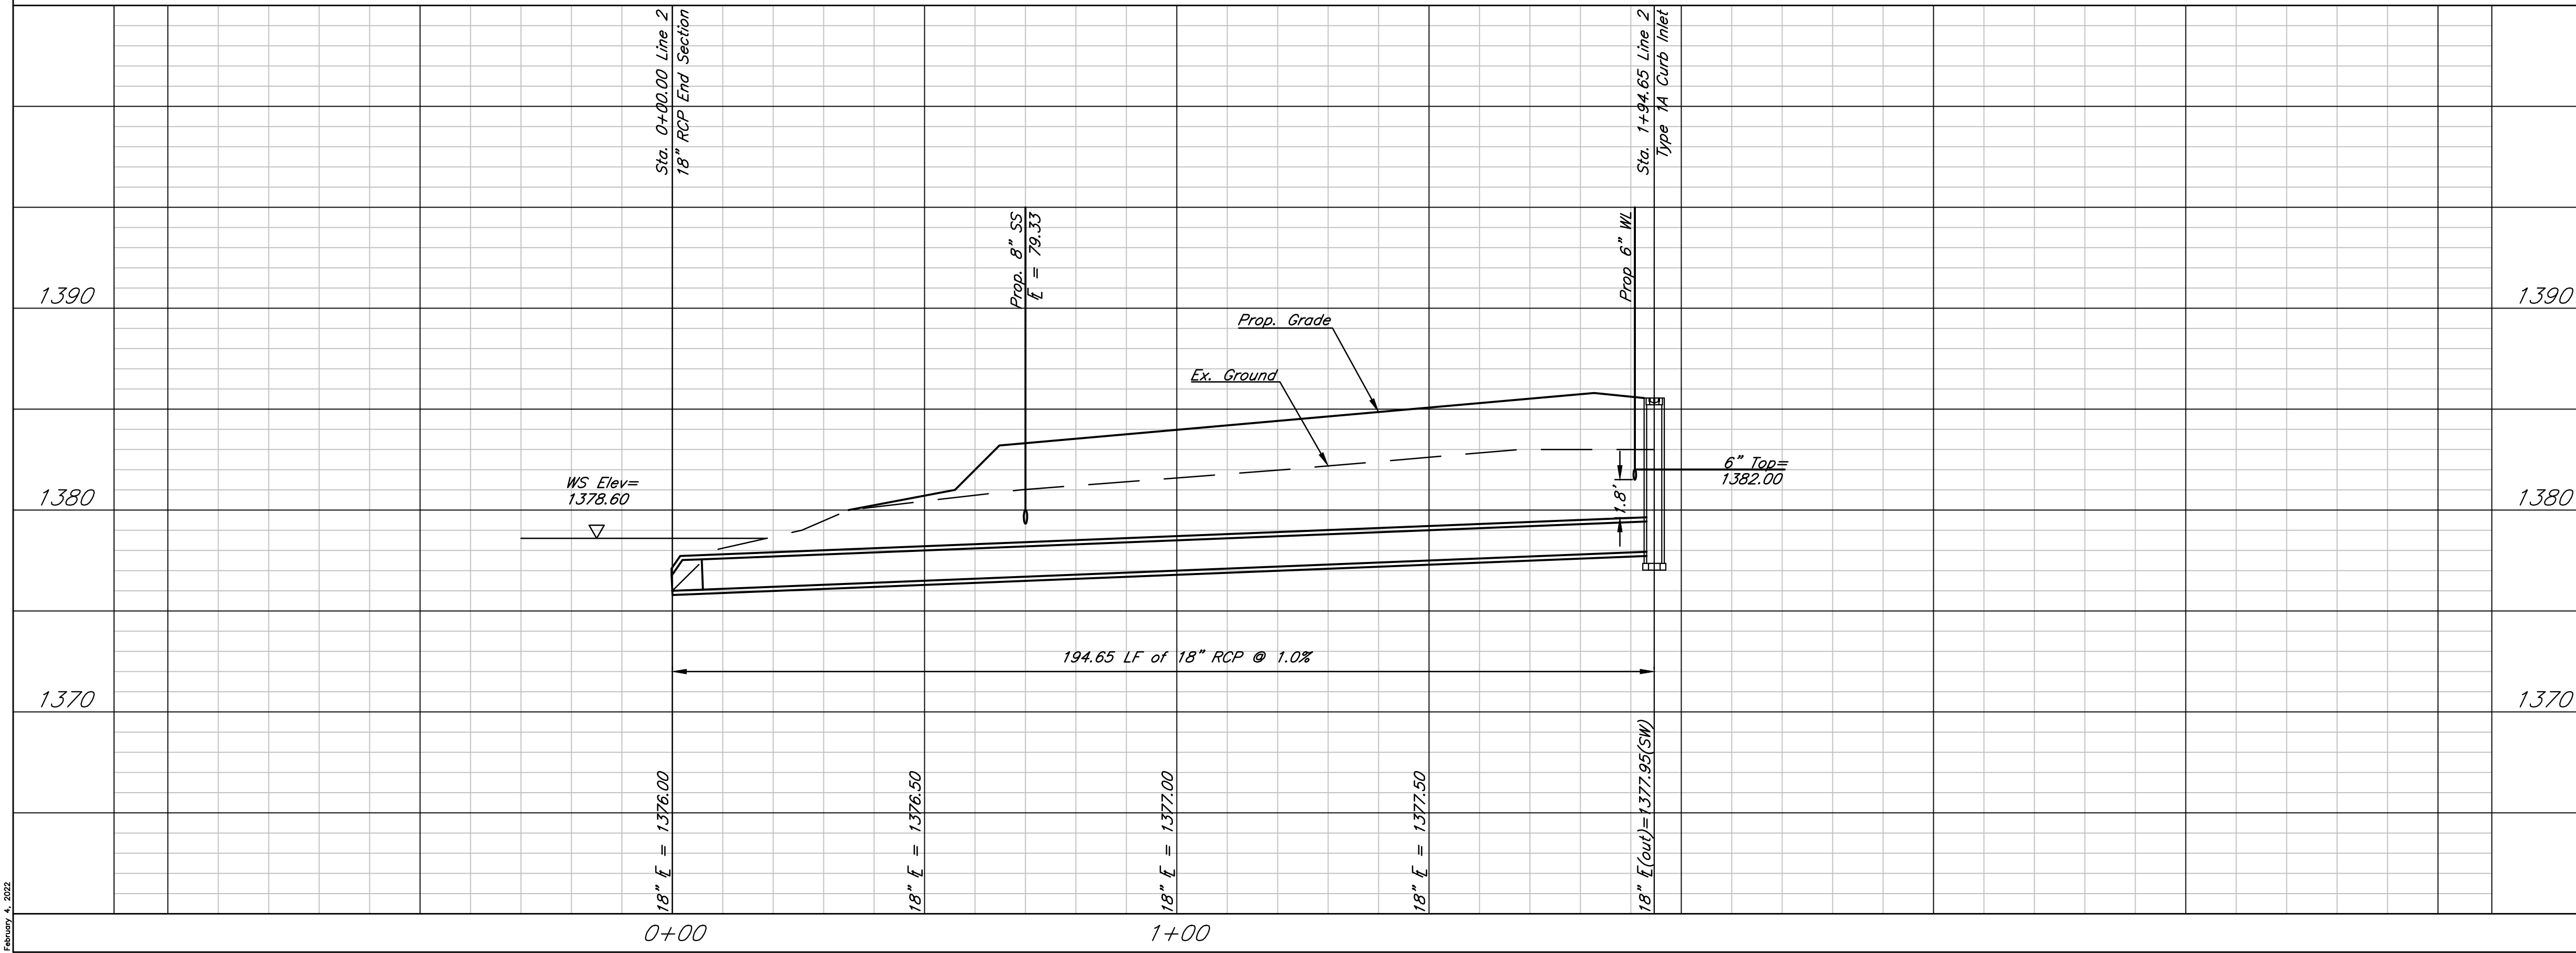 Sta. 0+00.00 Line 2
18" RCP End Section
Sta. 1+94.65 Line 2
Type 1A Curb Inlet
Prop. 8" SS
℄ = 79.33
Prop 6" WL
1390
1390
Prop. Grade
Ex. Ground
WS Elev=
1378.60
6" Top=
1382.00
1.8'
1380
1380
194.65 LF of 18" RCP @ 1.0%
1370
1370
18" ℄ = 1376.00
18" ℄ = 1376.50
18" ℄ = 1377.00
18" ℄ = 1377.50
18" ℄(out)=1377.95(SW)
0+00
1+00
February 4, 2022